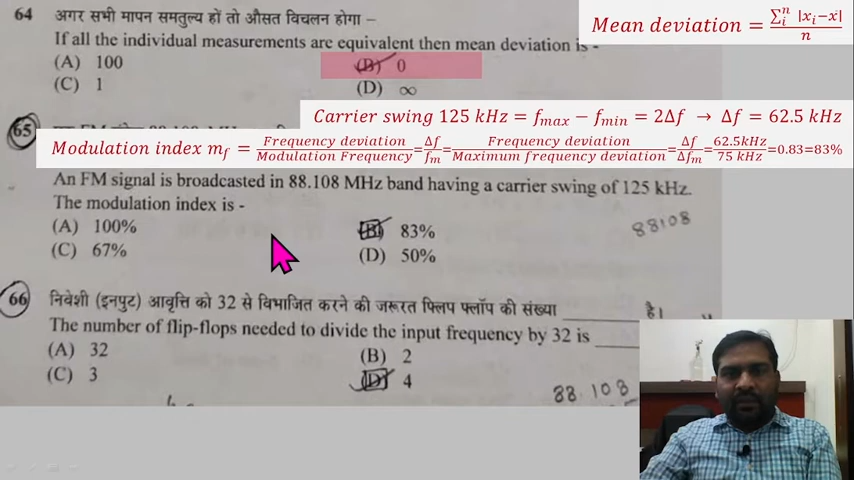 64 अगर सभी मापन समतुल्य हों तो औसत विचलन होगा –
If all the individual measurements are equivalent then mean deviation is -
(A) 100 (B) 0
(C) 1 (D) ∞
Mean deviation = ∑ᵢⁿ |xᵢ−x̄| / n
Carrier swing 125 kHz = f_max − f_min = 2Δf → Δf = 62.5 kHz
65
Modulation index m_f = Frequency deviation / Modulation Frequency = Δf / f_m = Frequency deviation / Maximum frequency deviation = Δf / Δf_m = 62.5kHz / 75 kHz =0.83=83%
An FM signal is broadcasted in 88.108 MHz band having a carrier swing of 125 kHz.
The modulation index is -
(A) 100% (B) 83%
(C) 67% (D) 50%
88108
66 निवेशी (इनपुट) आवृत्ति को 32 से विभाजित करने की जरूरत फ्लिप फ्लॉप की संख्या ______ है।
The number of flip-flops needed to divide the input frequency by 32 is ____
(A) 32 (B) 2
(C) 3 (D) 4
88.108